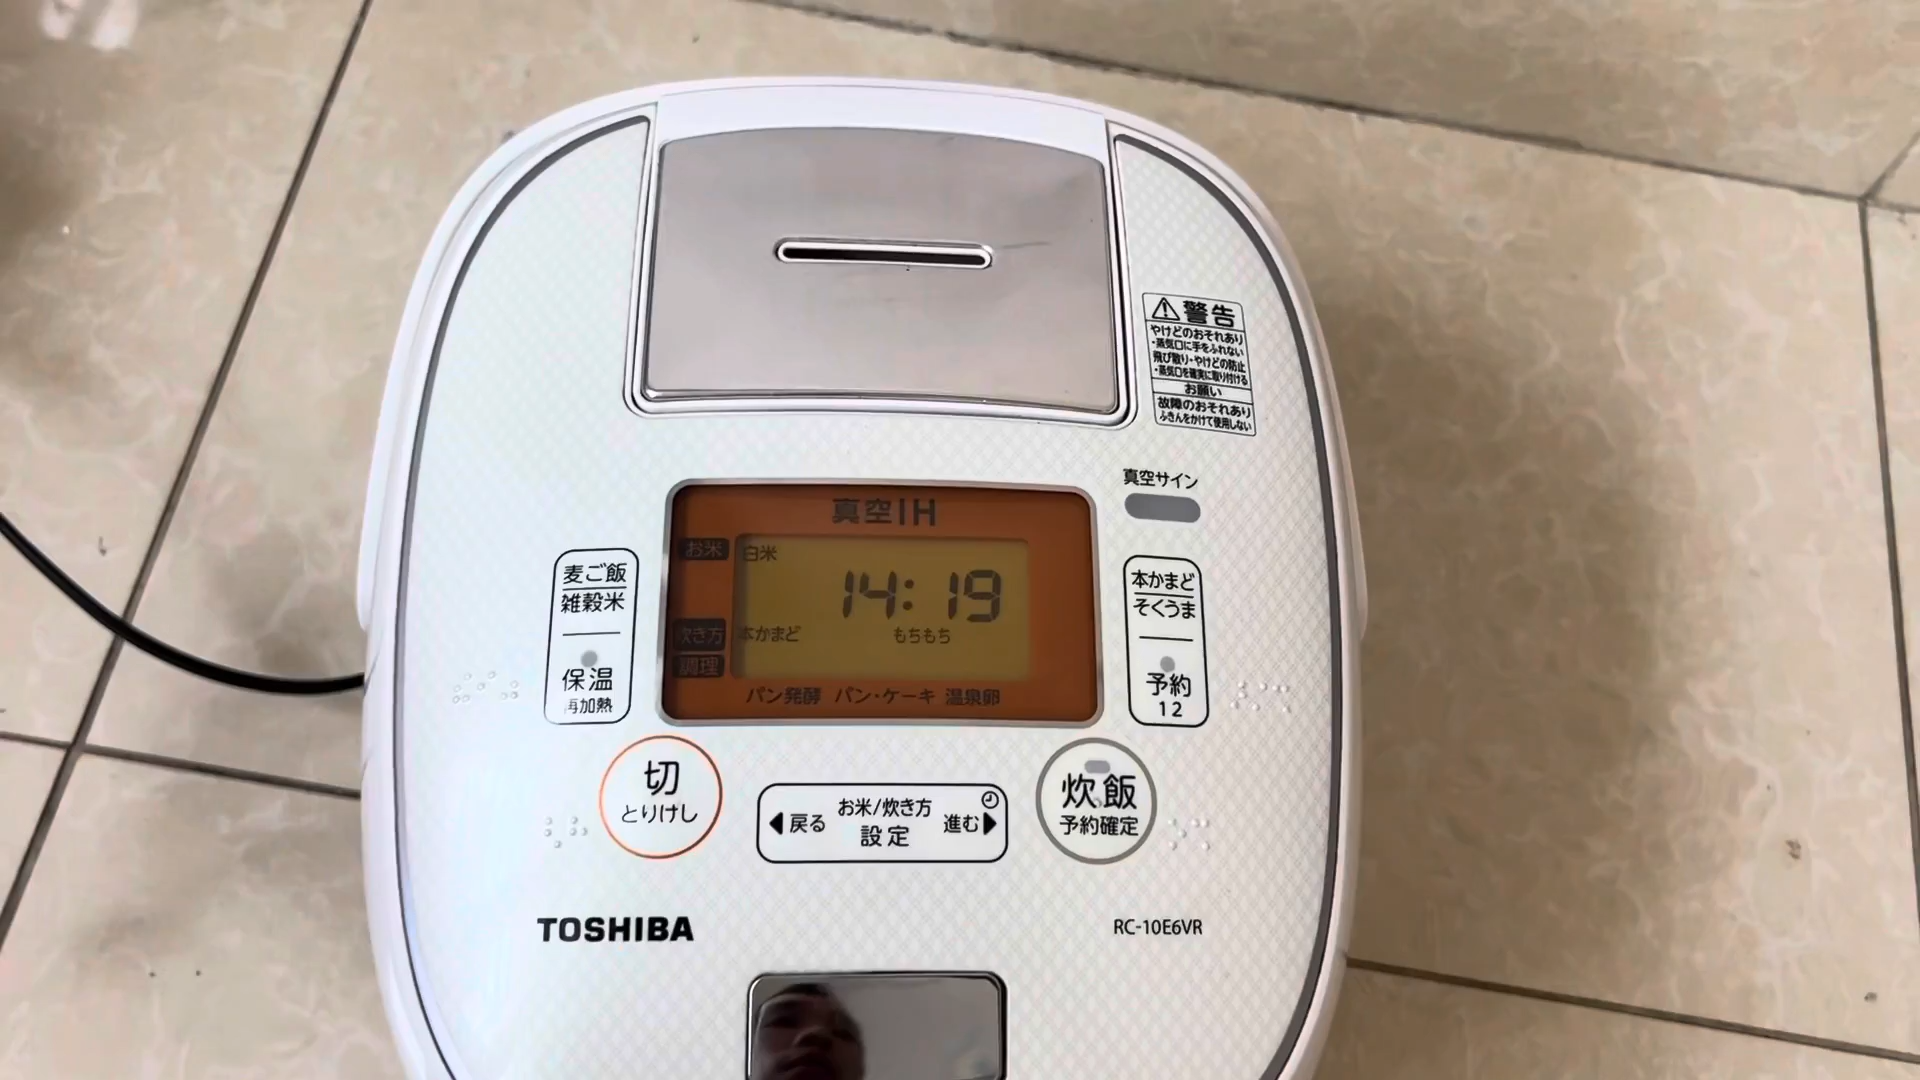 警告
やけどのおそれあり
・蒸気口に手をふれない
飛び散り・やけどの防止
・蒸気口を確実に取り付ける
お願い
故障のおそれあり
ふきんをかけて使用しない
真空サイン
真空IH
お米 白米
14:19
炊き方 本かまど もちもち
調理
パン発酵 パン・ケーキ 温泉卵
麦ご飯
雑穀米
保温
再加熱
本かまど
そくうま
予約
1 2
切
とりけし
戻る お米/炊き方 進む
設定
炊飯
予約確定
TOSHIBA
RC-10E6VR